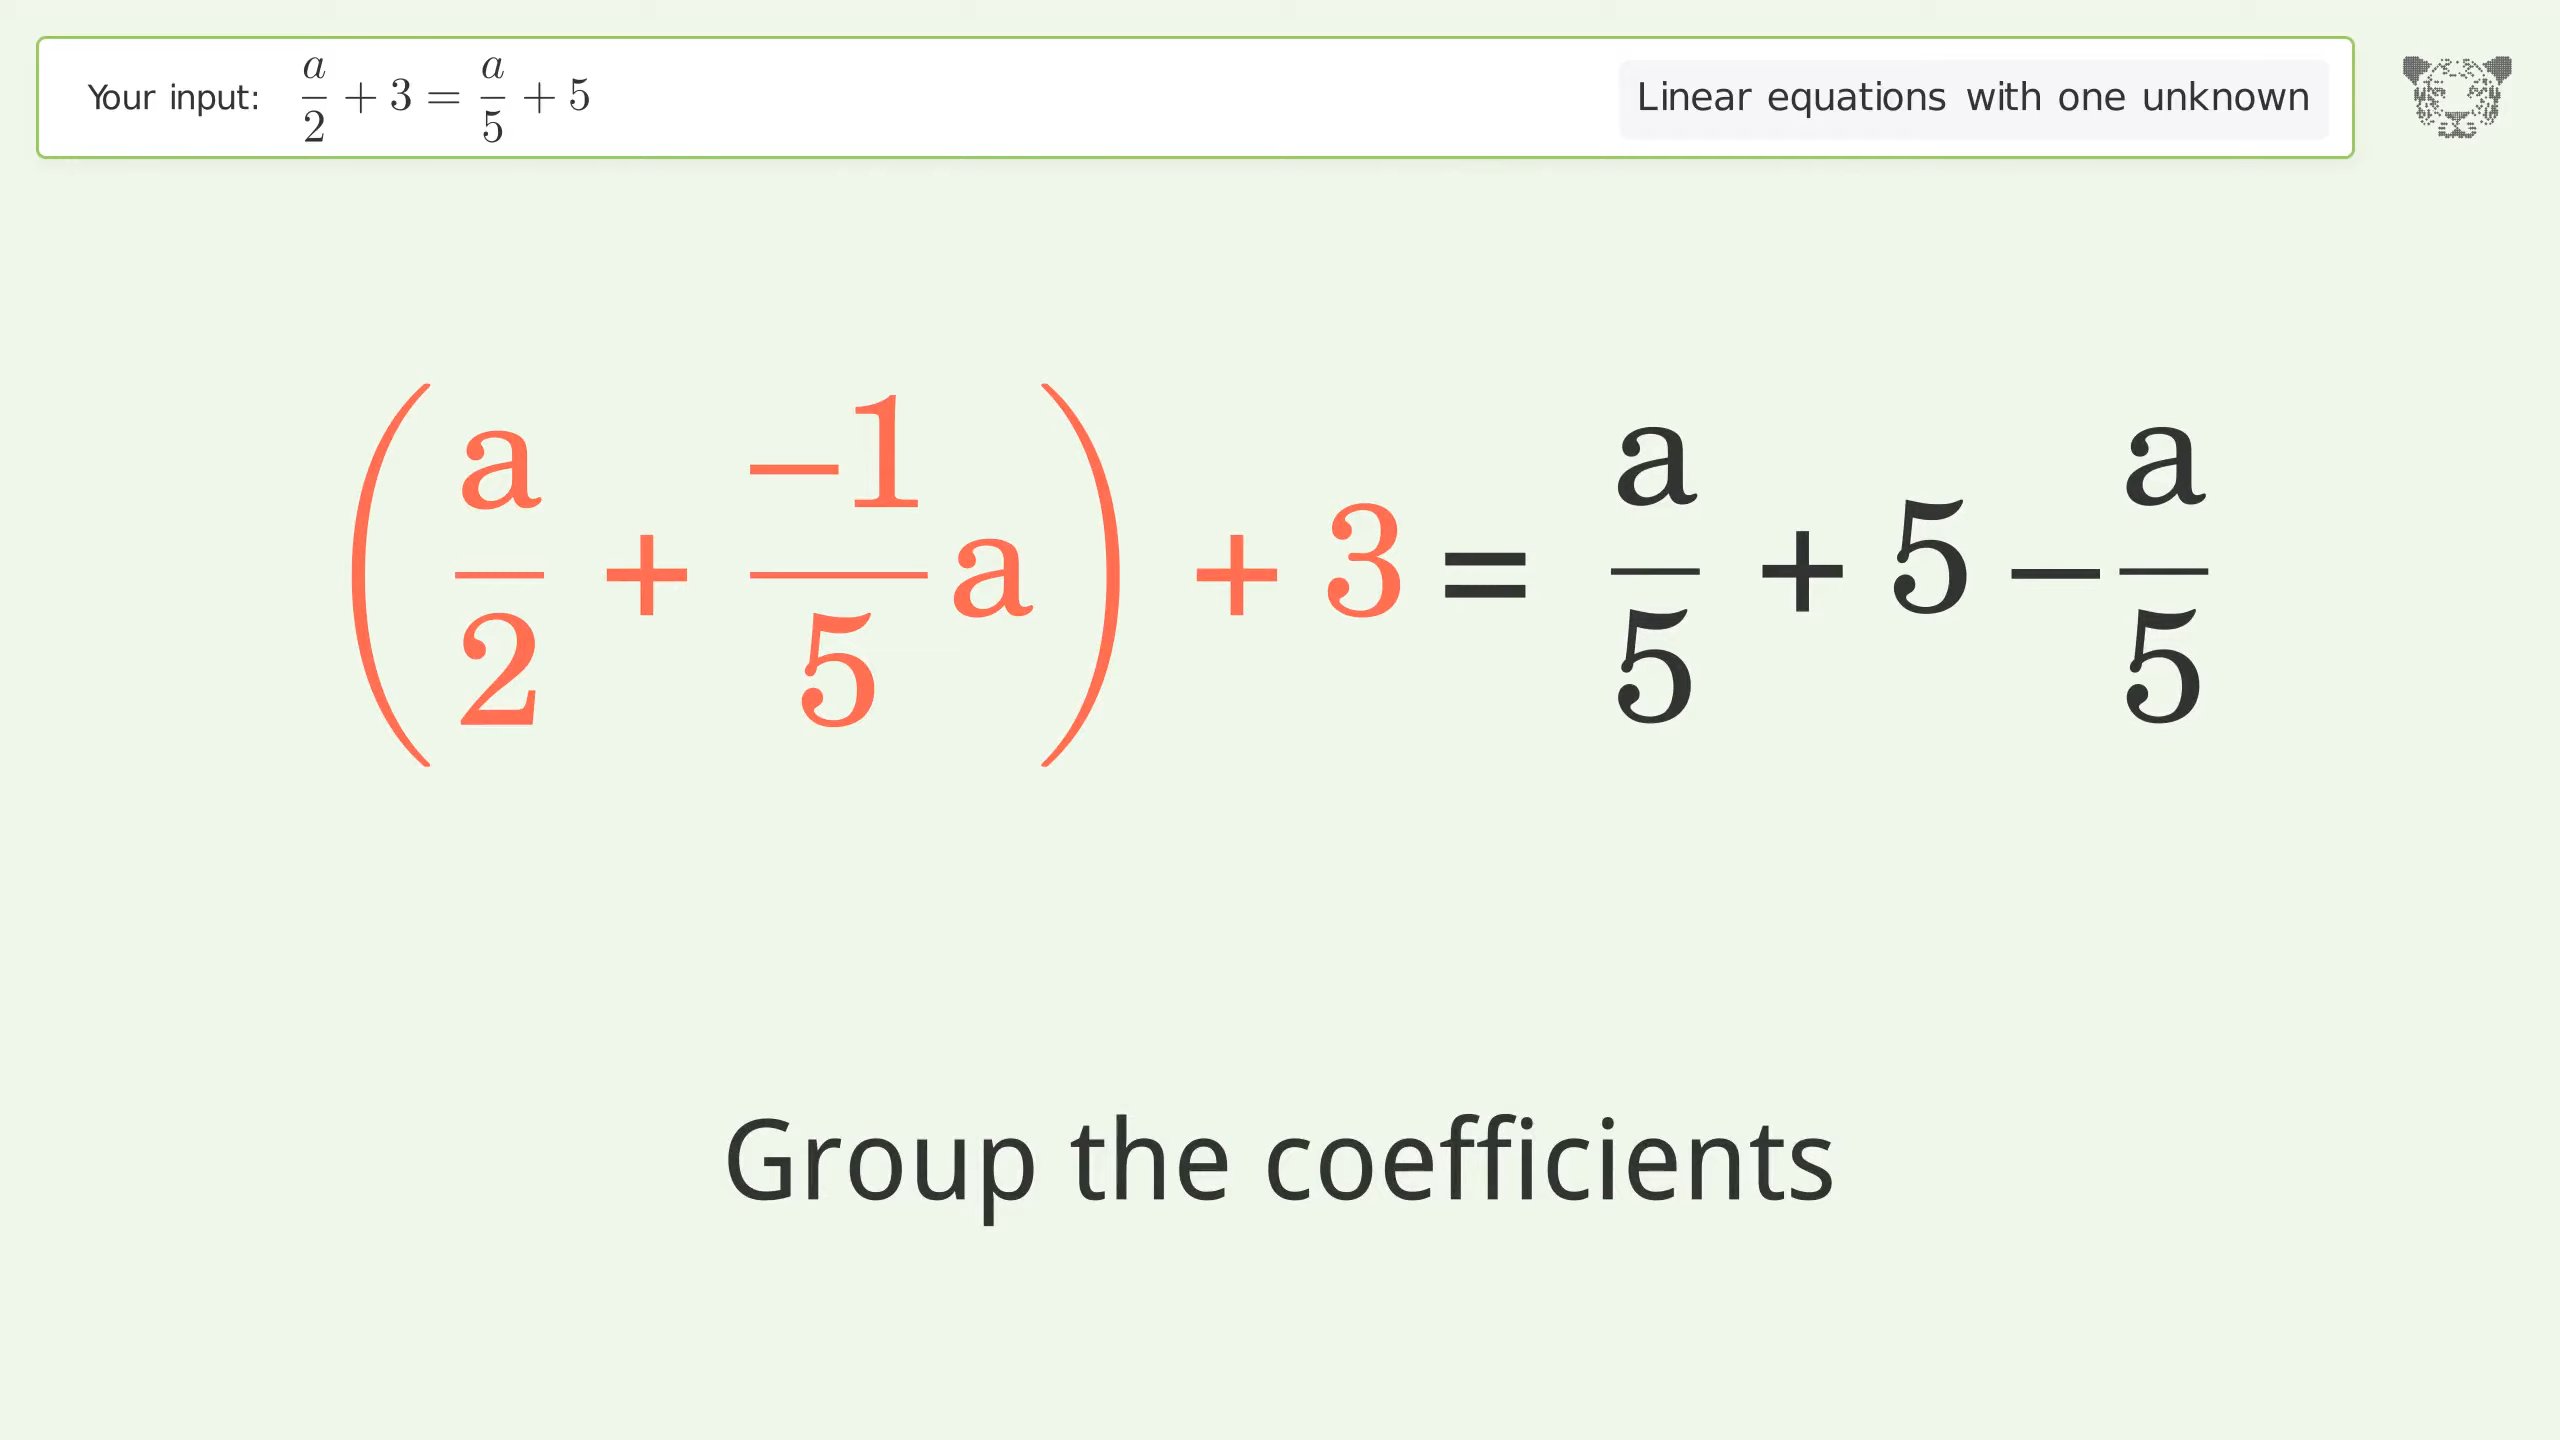 Your input: a/2 + 3 = a/5 + 5
Linear equations with one unknown
(a/2 + −1/5 a) + 3 = a/5 + 5 − a/5
Group the coefficients